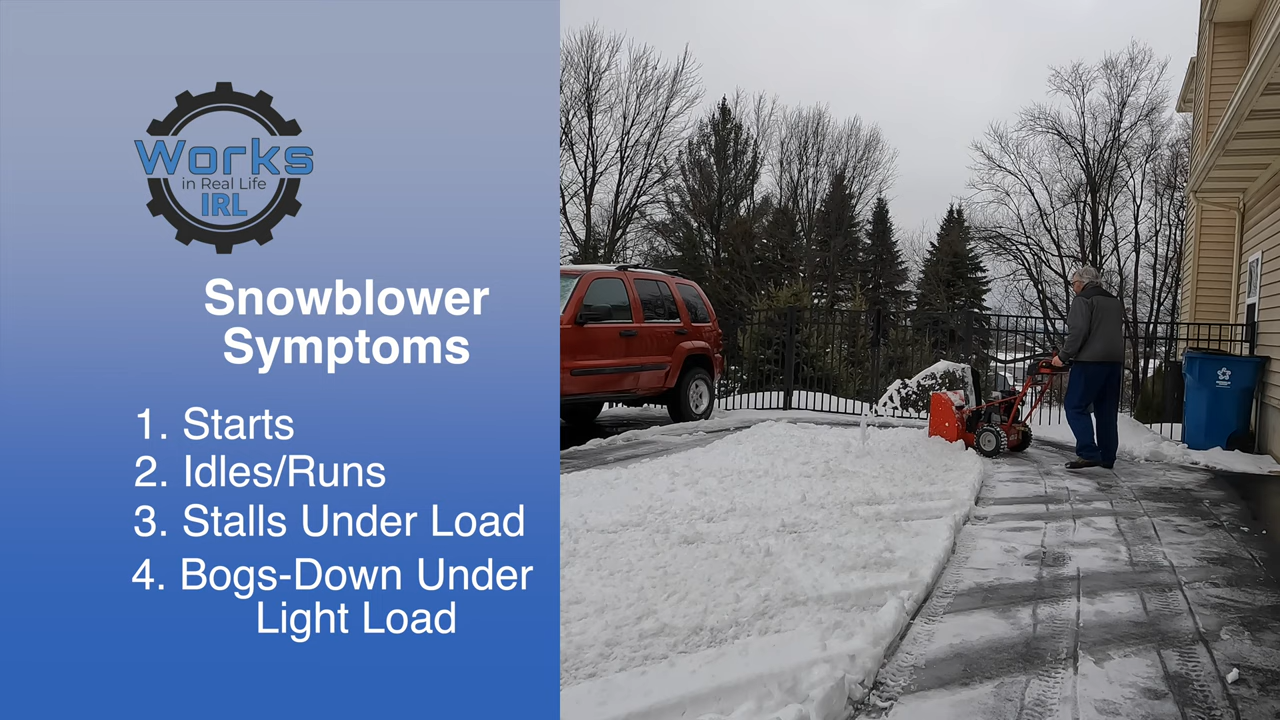 Works
in Real Life
IRL
Snowblower
Symptoms
1. Starts
2. Idles/Runs
3. Stalls Under Load
4. Bogs-Down Under
Light Load